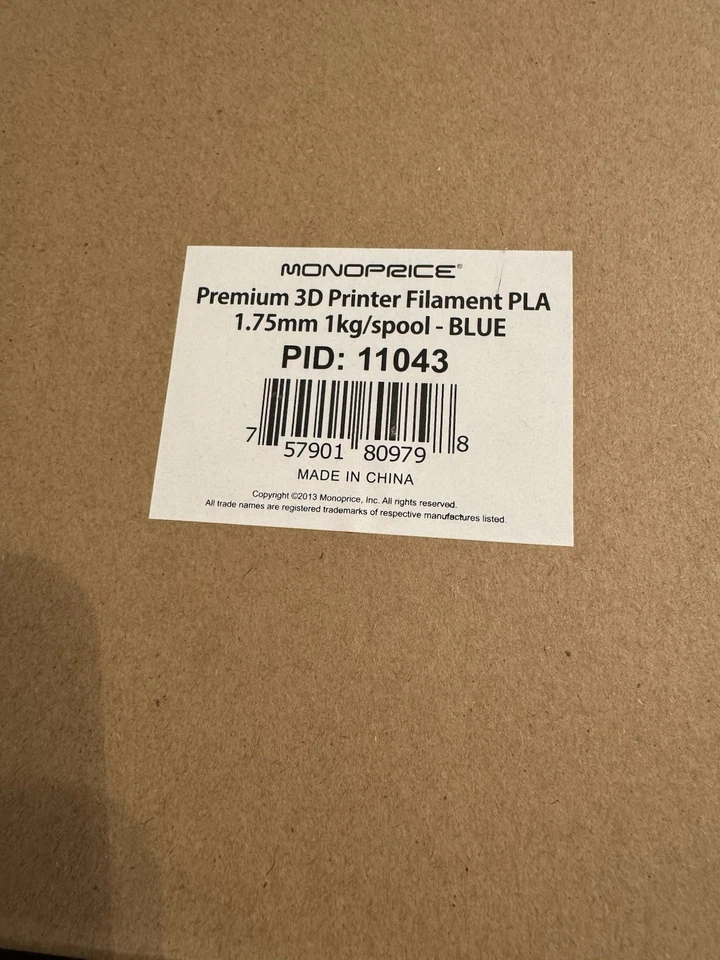 MONOPRICE®
Premium 3D Printer Filament PLA
1.75mm 1kg/spool - BLUE
PID: 11043
7 57901 80979 8
MADE IN CHINA
Copyright ©2013 Monoprice, Inc. All rights reserved.
All trade names are registered trademarks of respective manufactures listed.